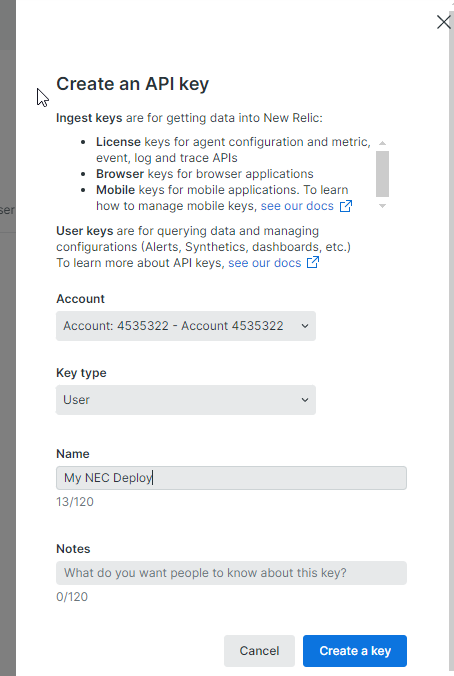 Create an API key
Ingest keys are for getting data into New Relic:
License keys for agent configuration and metric,
event, log and trace APIs
Browser keys for browser applications
Mobile keys for mobile applications. To learn
how to manage mobile keys, see our docs
ser
User keys are for querying data and managing
configurations (Alerts, Synthetics, dashboards, etc.)
To learn more about API keys, see our docs
Account
Account: 4535322 - Account 4535322
Key type
User
Name
My NEC Deploy
13/120
Notes
What do you want people to know about this key?
0/120
Cancel
Create a key